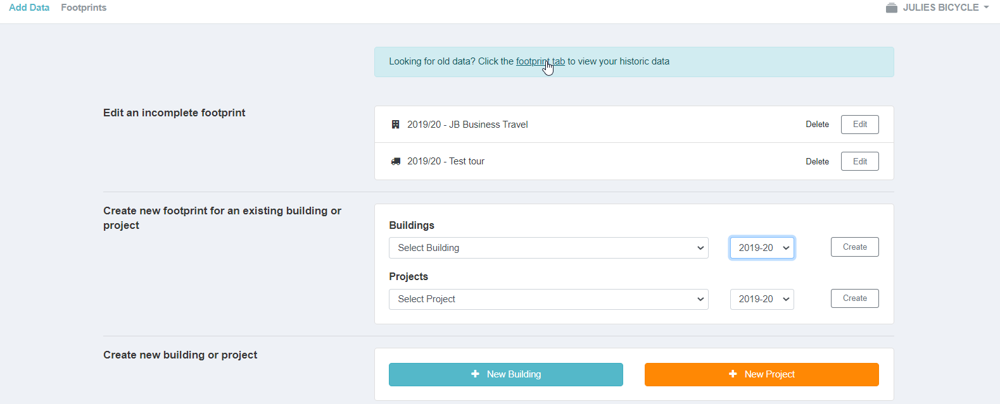 Add Data Footprints JULIES BICYCLE
Looking for old data? Click the footprint tab to view your historic data
Edit an incomplete footprint
2019/20 - JB Business Travel Delete Edit
2019/20 - Test tour Delete Edit
Create new footprint for an existing building or
project
Buildings
Select Building 2019-20 Create
Projects
Select Project 2019-20 Create
Create new building or project
New Building New Project